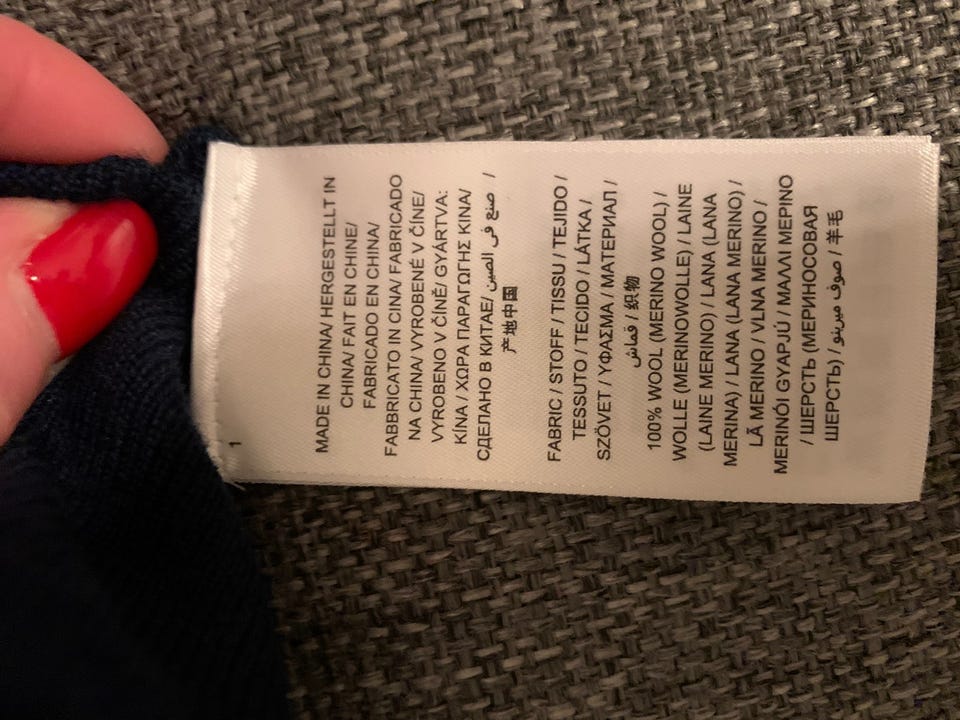 1
MADE IN CHINA/ HERGESTELLT IN
CHINA/ FAIT EN CHINE/
FABRICADO EN CHINA/
FABBRICATO IN CINA/ FABRICADO
NA CHINA/ VYROBENÉ V ČÍNE/
VYROBENO V ČÍNĚ/ GYÁRTVA:
KÍNA / ΧΩΡΑ ΠΑΡΑΓΩΓΗΣ ΚΙΝΑ/
СДЕЛАНО В КИТАЕ/ صنع في الصين /
产地中国
FABRIC / STOFF / TISSU / TEJIDO /
TESSUTO / TECIDO / LÁTKA /
SZÖVET / ΥΦΑΣΜΑ / МАТЕРИАЛ /
قماش / 织物
100% WOOL (MERINO WOOL) /
WOLLE (MERINOWOLLE) / LAINE
(LAINE MERINO) / LANA (LANA
MERINA) / LANA (LANA MERINO) /
LÃ MERINO / VLNA MERINO /
MERINÓI GYAPJÚ / ΜΑΛΛΙ ΜΕΡΙΝΟ
/ ШЕРСТЬ (МЕРИНОСОВАЯ
ШЕРСТЬ) / صوف ميرينو / 羊毛